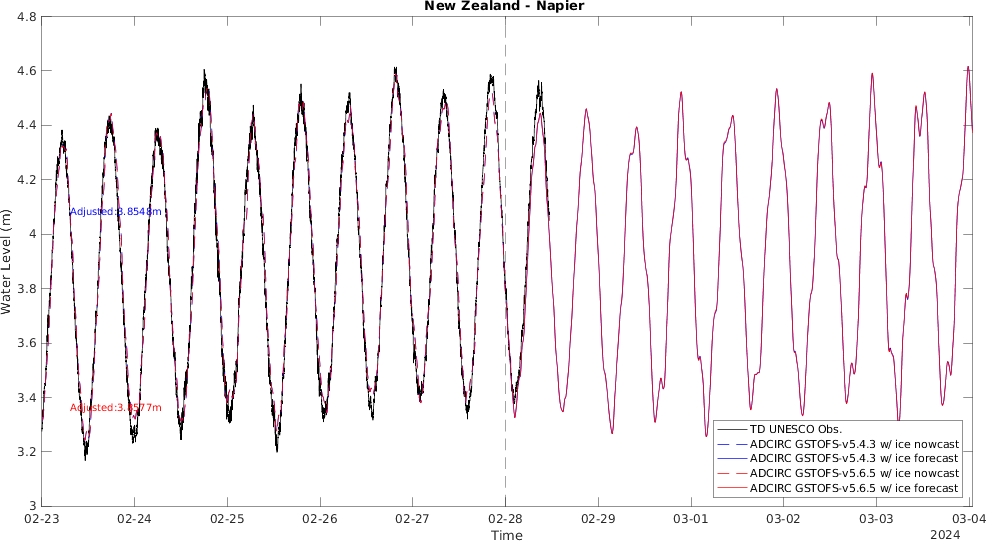 New Zealand - Napier
4.8
4.6
4.4
4.2
4
3.8
3.6
3.4
3.2
3
Water Level (m)
Adjusted:3.8548m
Adjusted:3.8577m
TD UNESCO Obs.
ADCIRC GSTOFS-v5.4.3 w/ ice nowcast
ADCIRC GSTOFS-v5.4.3 w/ ice forecast
ADCIRC GSTOFS-v5.6.5 w/ ice nowcast
ADCIRC GSTOFS-v5.6.5 w/ ice forecast
02-23 02-24 02-25 02-26 02-27 02-28 02-29 03-01 03-02 03-03 03-04
Time
2024